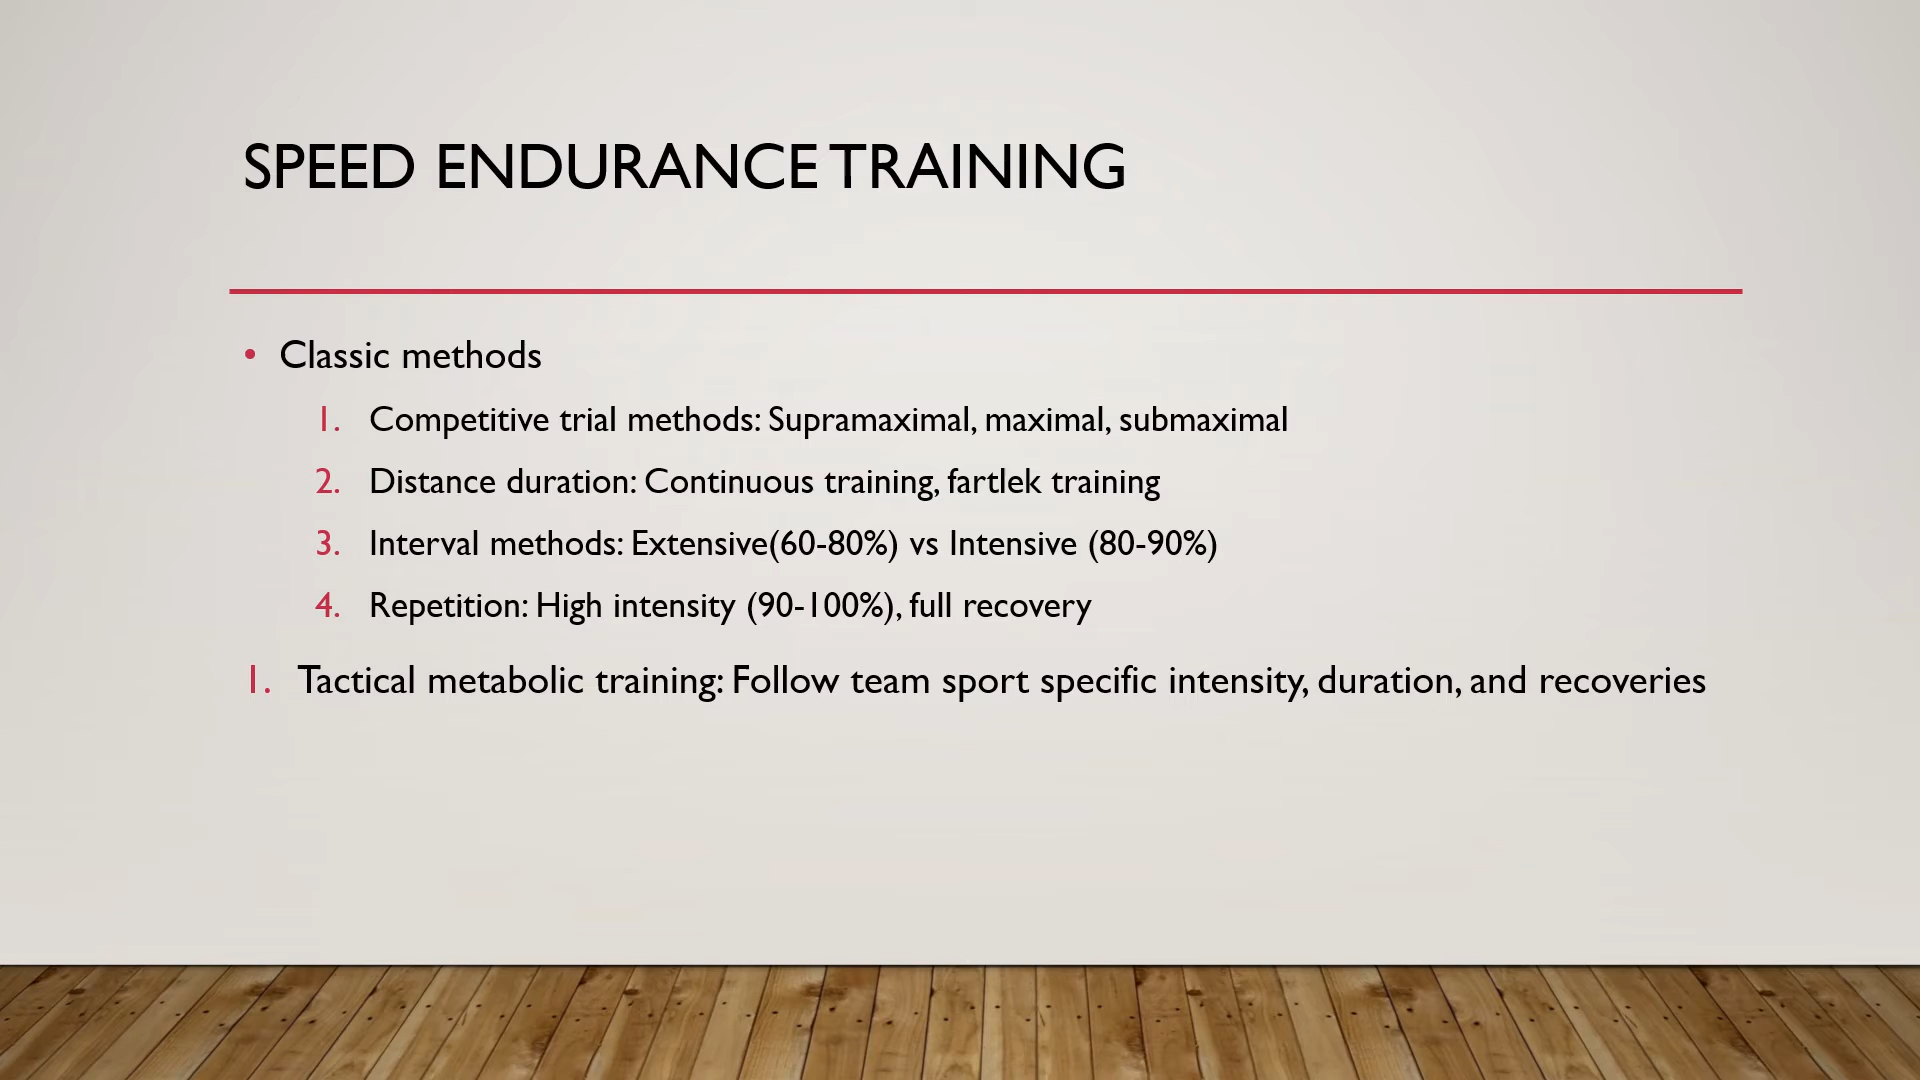 SPEED ENDURANCE TRAINING
• Classic methods
1. Competitive trial methods: Supramaximal, maximal, submaximal
2. Distance duration: Continuous training, fartlek training
3. Interval methods: Extensive(60-80%) vs Intensive (80-90%)
4. Repetition: High intensity (90-100%), full recovery
1. Tactical metabolic training: Follow team sport specific intensity, duration, and recoveries